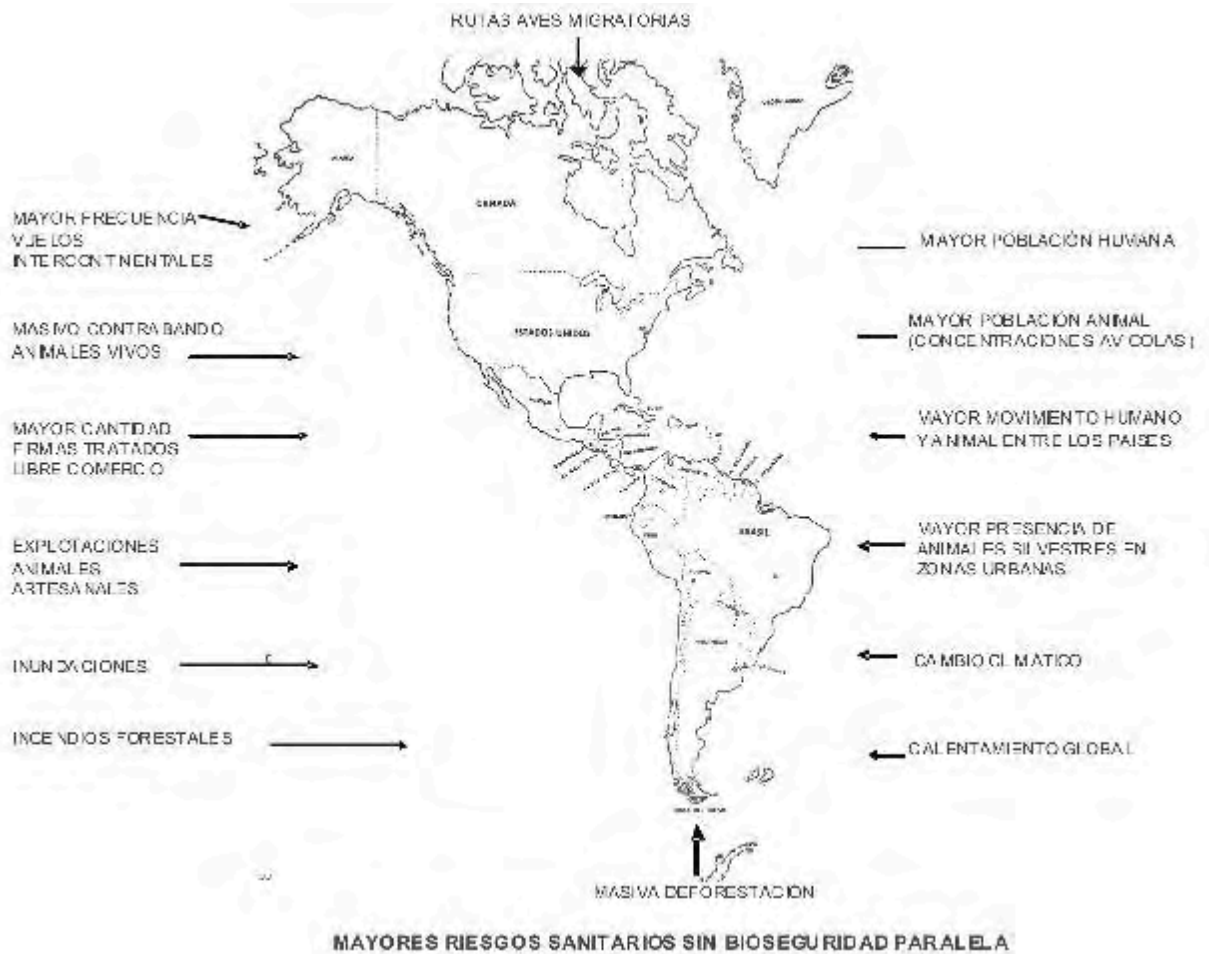 RUTAS AVES MIGRATORIAS
CANADA
MAYOR FRECUENCIA
VUELOS
INTERCONTINENTALES
MAYOR POBLACIÓN HUMANA
MASIVO CONTRABANDO
ANIMALES VIVOS
ESTADOS UNIDOS
MAYOR POBLACIÓN ANIMAL
(CONCENTRACIONES AVICOLAS)
MAYOR CANTIDAD
FIRMAS TRATADOS
LIBRE COMERCIO
MAYOR MOVIMIENTO HUMANO
Y ANIMAL ENTRE LOS PAISES
EXPLOTACIONES
ANIMALES
ARTESANALES
BRASIL
MAYOR PRESENCIA DE
ANIMALES SILVESTRES EN
ZONAS URBANAS
INUNDACIONES
CAMBIO CLIMÁTICO
INCENDIOS FORESTALES
CALENTAMIENTO GLOBAL
MASIVA DEFORESTACIÓN
MAYORES RIESGOS SANITARIOS SIN BIOSEGURIDAD PARALELA